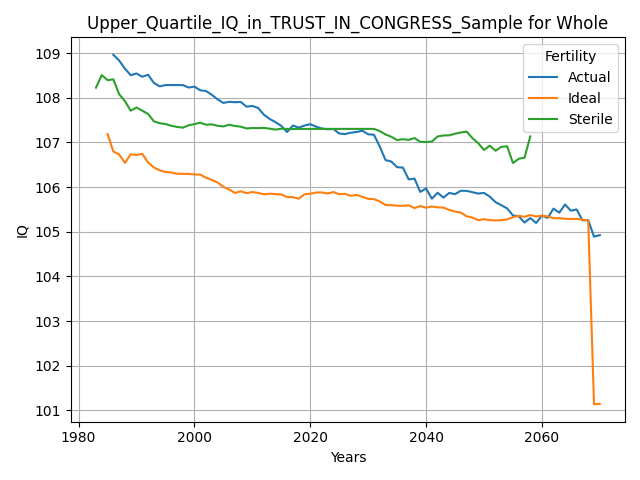 Upper_Quartile_IQ_in_TRUST_IN_CONGRESS_Sample for Whole
109
108
107
106
105
104
103
102
101
IQ
1980
2000
2020
2040
2060
Years
Fertility
Actual
Ideal
Sterile